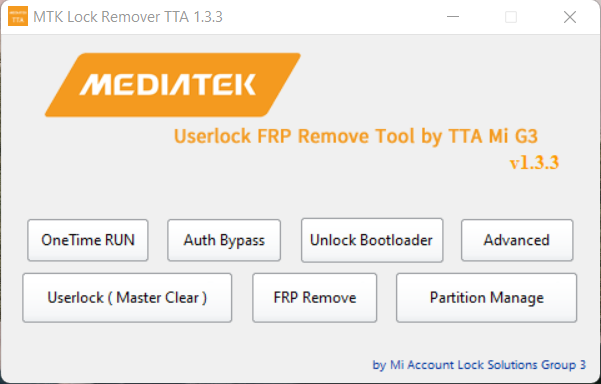 MTK Lock Remover TTA 1.3.3
MEDIATEK
Userlock FRP Remove Tool by TTA Mi G3
v1.3.3
OneTime RUN Auth Bypass Unlock Bootloader Advanced
Userlock ( Master Clear ) FRP Remove Partition Manage
by Mi Account Lock Solutions Group 3